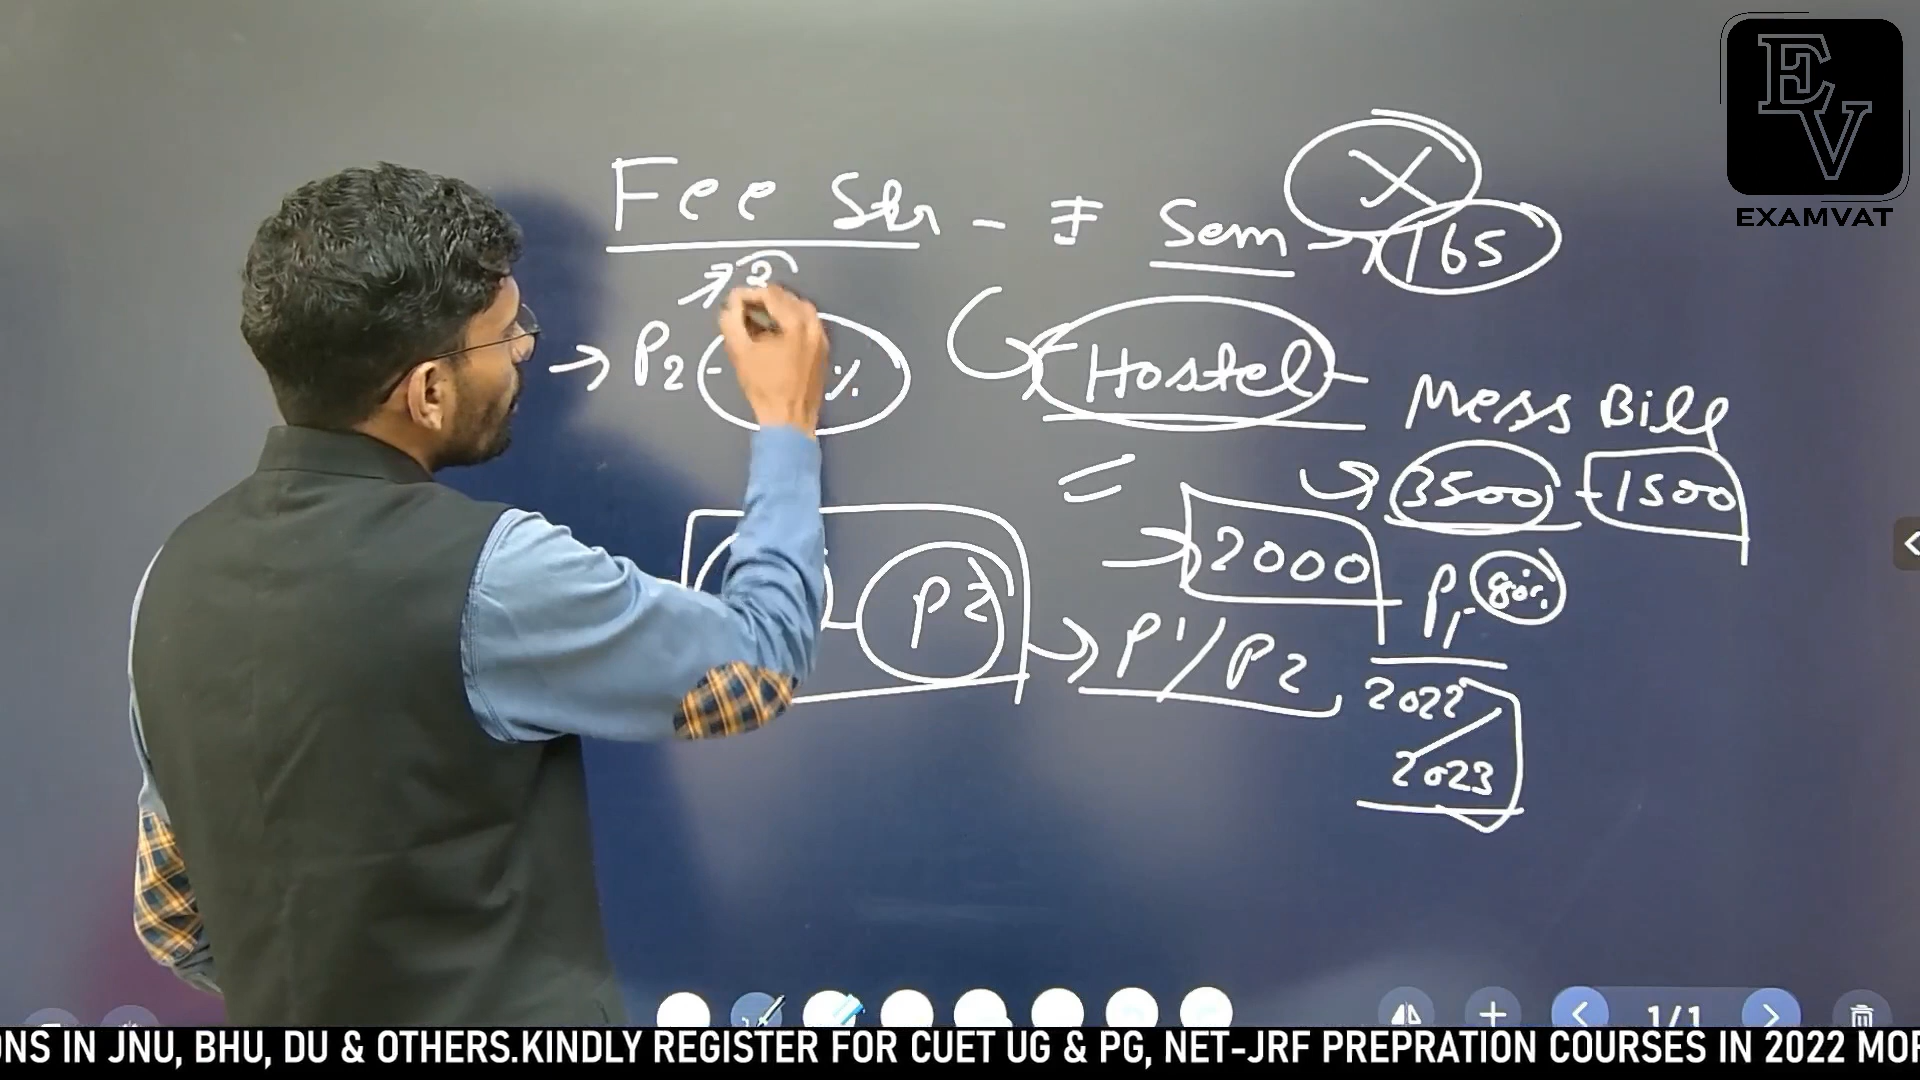 EV
EXAMVAT
X
Fee Str - I Sem → 165
2
→ P2 - %
Hostel - Mess Bill
3500 - 1500
= 2000
P1 - 80%
P2 → P1/P2
2022/
2023
1/1
ONS IN JNU, BHU, DU & OTHERS.KINDLY REGISTER FOR CUET UG & PG, NET-JRF PREPRATION COURSES IN 2022 MOR